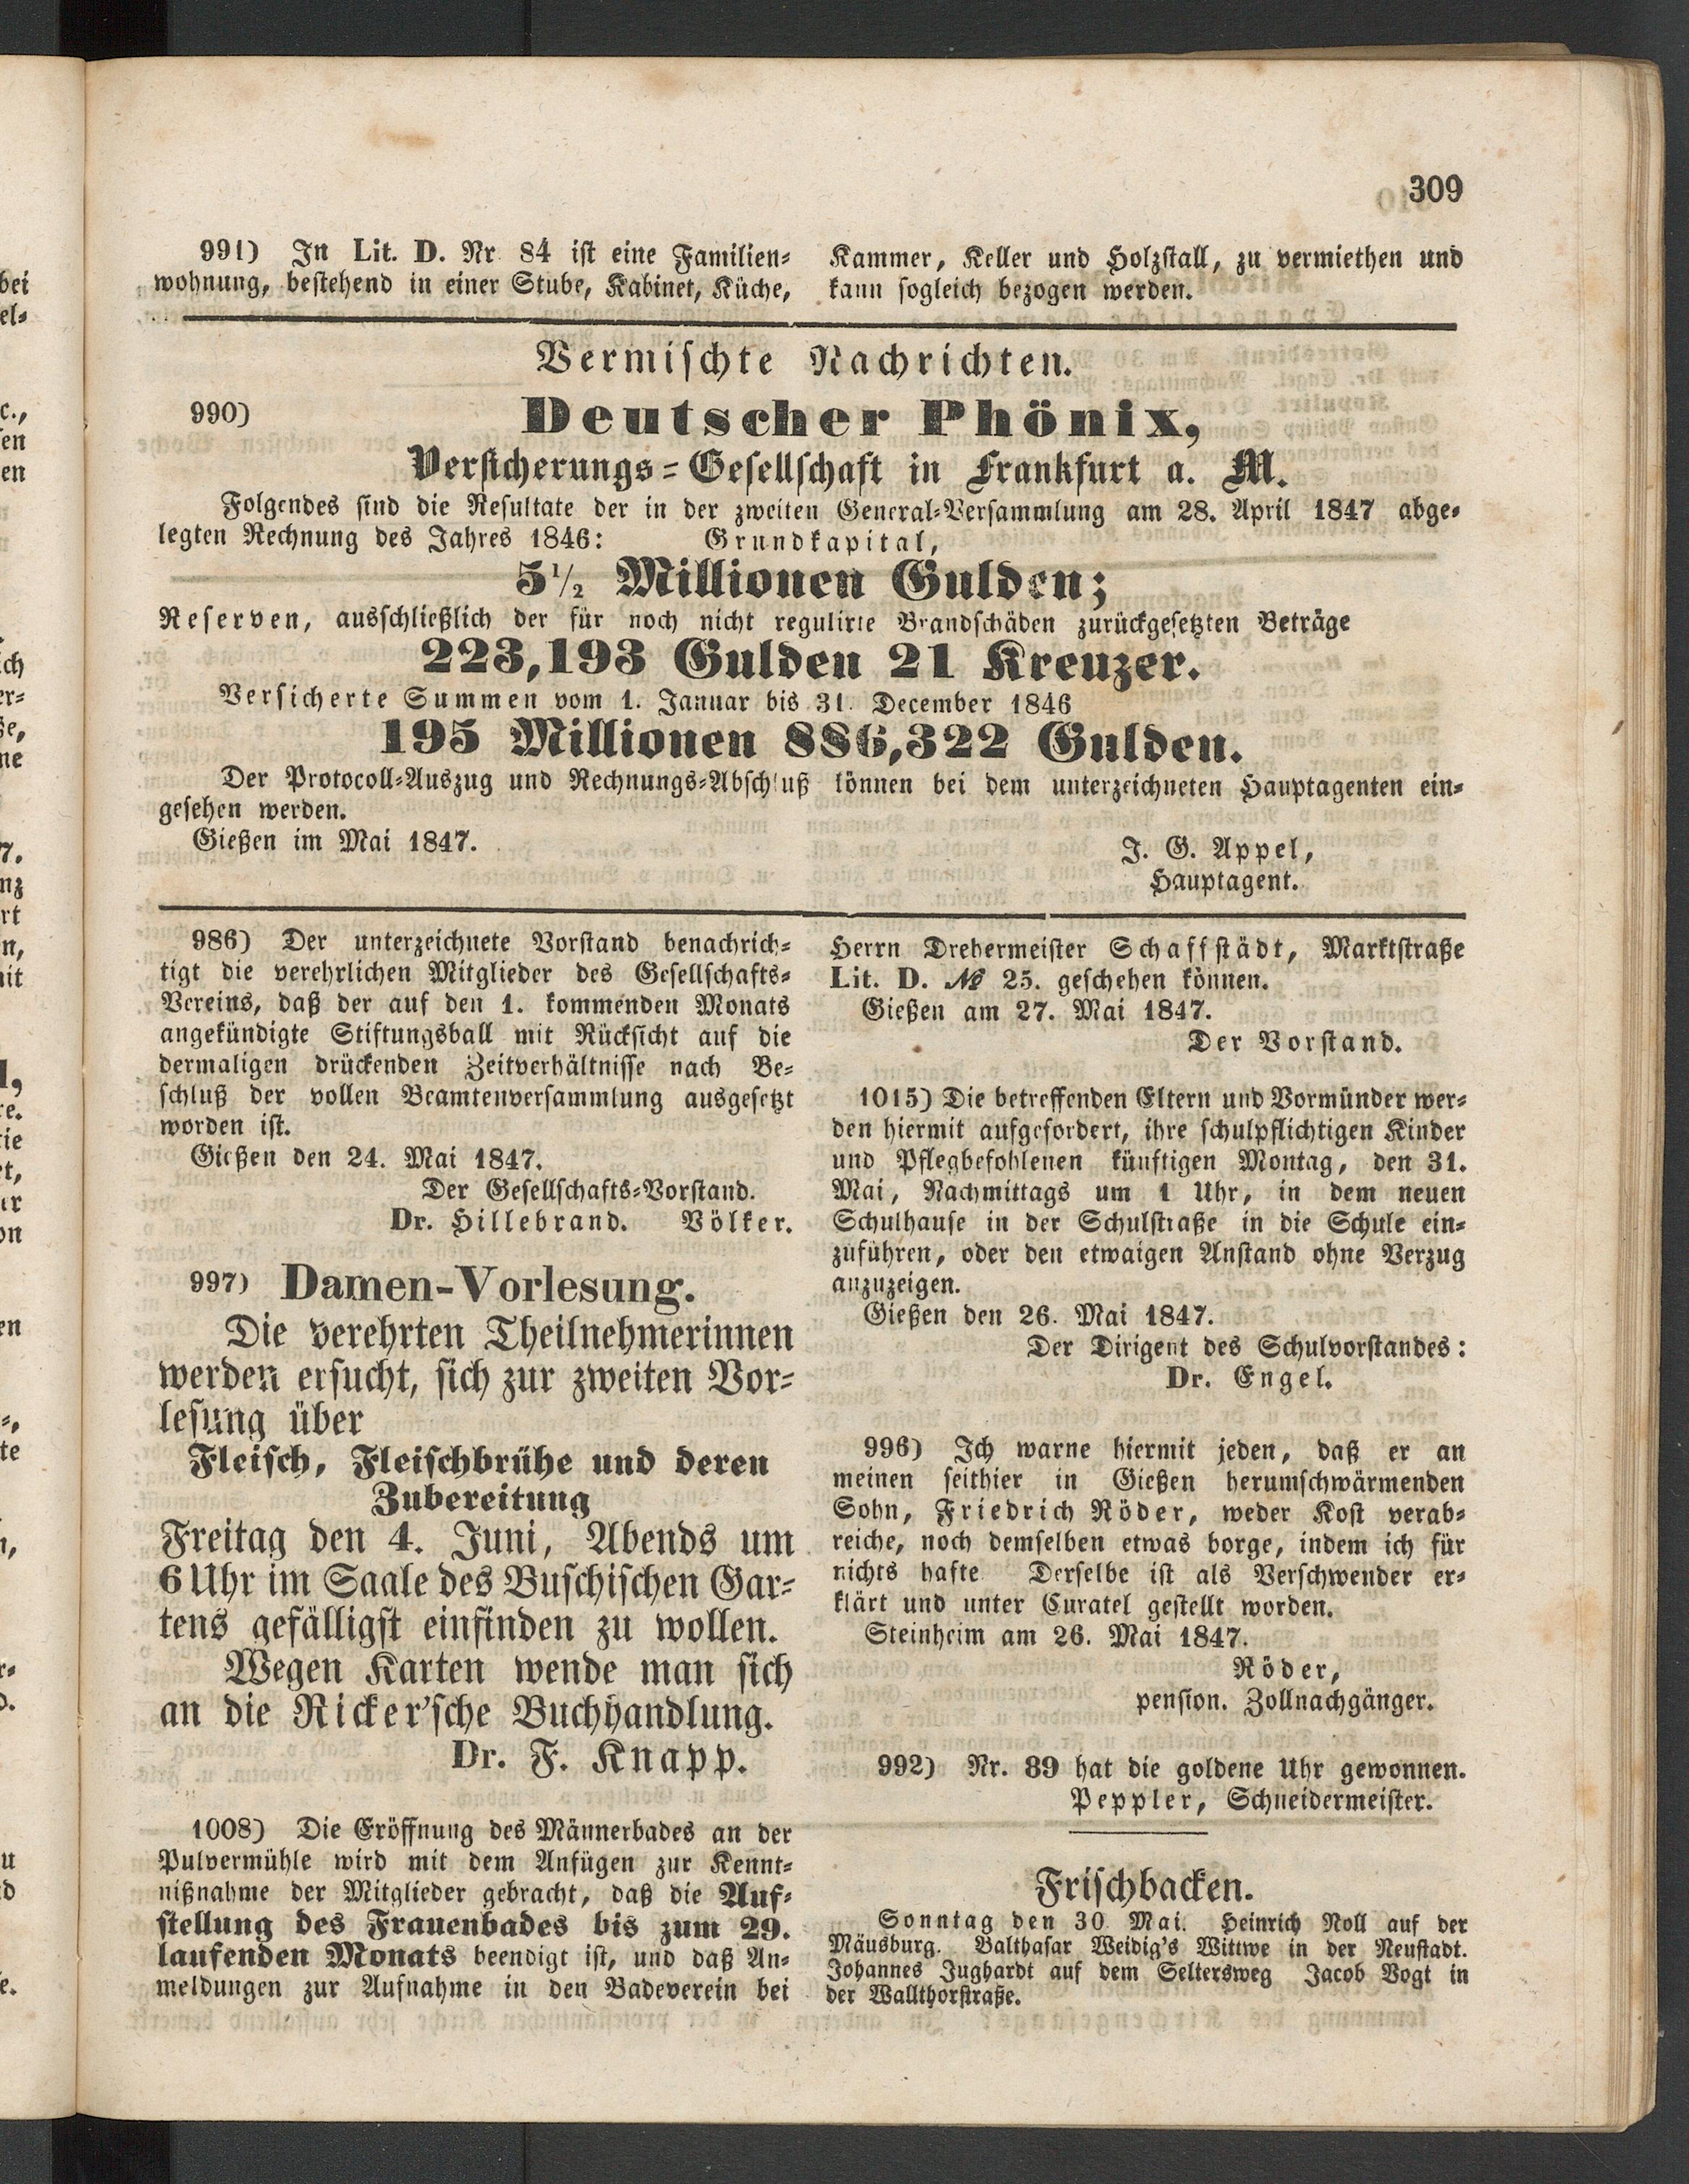 309
991) In Lit. D. Nr 84 ist eine Familien-
wohnung, bestehend in einer Stube, Kabinet, Küche,
Kammer, Keller und Holzstall, zu vermiethen und
kann sogleich bezogen werden.
Vermischte Nachrichten.
990) Deutscher Phönix,
Versicherungs-Gesellschaft in Frankfurt a. M.
Folgendes sind die Resultate der in der zweiten General-Versammlung am 28. April 1847 abge-
legten Rechnung des Jahres 1846: Grundkapital,
5 1/2 Millionen Gulden;
Reserven, ausschließlich der für noch nicht regulirte Brandschäden zurückgesetzten Beträge
223,193 Gulden 21 Kreuzer.
Versicherte Summen vom 1. Januar bis 31. December 1846
195 Millionen 886,322 Gulden.
Der Protocoll-Auszug und Rechnungs-Abschluß können bei dem unterzeichneten Hauptagenten ein-
gesehen werden.
Gießen im Mai 1847.
J. G. Appel,
Hauptagent.
986) Der unterzeichnete Vorstand benachrich-
tigt die verehrlichen Mitglieder des Gesellschafts-
Vereins, daß der auf den 1. kommenden Monats
angekündigte Stiftungsball mit Rücksicht auf die
dermaligen drückenden Zeitverhältnisse nach Be-
schluß der vollen Beamtenversammlung ausgesetzt
worden ist.
Gießen den 24. Mai 1847.
Der Gesellschafts-Vorstand.
Dr. Hillebrand. Völker.
997) Damen-Vorlesung.
Die verehrten Theilnehmerinnen
werden ersucht, sich zur zweiten Vor-
lesung über
Fleisch, Fleischbrühe und deren
Zubereitung
Freitag den 4. Juni, Abends um
6 Uhr im Saale des Buschischen Gar-
tens gefälligst einfinden zu wollen.
Wegen Karten wende man sich
an die Ricker'sche Buchhandlung.
Dr. F. Knapp.
1008) Die Eröffnung des Männerbades an der
Pulvermühle wird mit dem Anfügen zur Kennt-
nißnahme der Mitglieder gebracht, daß die Auf-
stellung des Frauenbades bis zum 29.
laufenden Monats beendigt ist, und daß An-
meldungen zur Aufnahme in den Badeverein bei
Herrn Drehermeister Schaffstädt, Marktstraße
Lit. D. № 25. geschehen können.
Gießen am 27. Mai 1847.
Der Vorstand.
1015) Die betreffenden Eltern und Vormünder wer-
den hiermit aufgefordert, ihre schulpflichtigen Kinder
und Pflegbefohlenen künftigen Montag, den 31.
Mai, Nachmittags um 1 Uhr, in dem neuen
Schulhause in der Schulstraße in die Schule ein-
zuführen, oder den etwaigen Anstand ohne Verzug
anzuzeigen.
Gießen den 26. Mai 1847.
Der Dirigent des Schulvorstandes:
Dr. Engel.
996) Ich warne hiermit jeden, daß er an
meinen seither in Gießen herumschwärmenden
Sohn, Friedrich Röder, weder Kost verab-
reiche, noch demselben etwas borge, indem ich für
nichts hafte Derselbe ist als Verschwender er-
klärt und unter Curatel gestellt worden.
Steinheim am 26. Mai 1847.
Röder,
pension. Zollnachgänger.
992) Nr. 39 hat die goldene Uhr gewonnen.
Peppler, Schneidermeister.
Frischbacken.
Sonntag den 30 Mai. Heinrich Noll auf der
Mäusburg. Balthasar Weidig's Wittwe in der Neustadt.
Johannes Jughardt auf dem Seltersweg Jacob Vogt in
der Wallthorstraße.